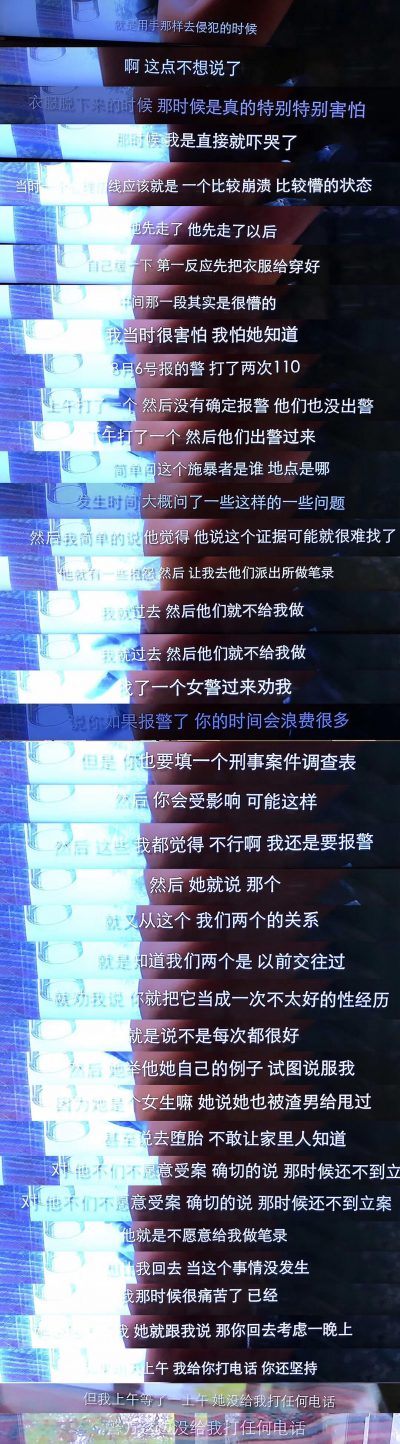 就是用手那样去侵犯的时候
啊 这点不想说了
衣服脱下来的时候 那时候是真的特别特别害怕
那时候 我是直接就吓哭了
当时 线应该就是 一个比较崩溃 比较懵的状态
他先走了 他先走了以后
自己缓一下 第一反应先把衣服给穿好
中间那一段其实是很懵的
我当时很害怕 我怕她知道
8月6号报的警 打了两次110
上午打了一个 然后没有确定报警 他们也没出警
下午打了一个 然后他们出警过来
简单问这个施暴者是谁 地点是哪
发生时间 大概问了一些这样的一些问题
然后我简单的说他觉得 他说这个证据可能就很难找了
他就有一些抱怨 然后 让我去他们派出所做笔录
我就过去 然后他们就不给我做
我就过去 然后他们就不给我做
找了一个女警过来劝我
说你如果报警了 你的时间会浪费很多
但是 你也要填一个刑事案件调查表
然后 你会受影响 可能这样
然后 这些 我都觉得 不行啊 我还是要报警
然后 她就说 那个
就又从这个 我们两个的关系
就是知道我们两个是 以前交往过
就劝我说 你就把它当成一次不太好的性经历
就是说不是每次都很好
然后 她举他她自己的例子 试图说服我
因为她是个女生嘛 她说她也被渣男给甩过
甚至说去堕胎 不敢让家里人知道
对 他不们不愿意受案 确切的说 那时候还不到立
对 他不们不愿意受案 确切的说 那时候还不到立案
他就是不愿意给我做笔录
让我回去 当这个事情没发生
我那时候很痛苦了 已经
我 她就跟我说 那你回去考虑一晚上
上午 我给你打电话 你还坚持
但我上午等了一上午 她没给我打任何电话
没给我打任何电话